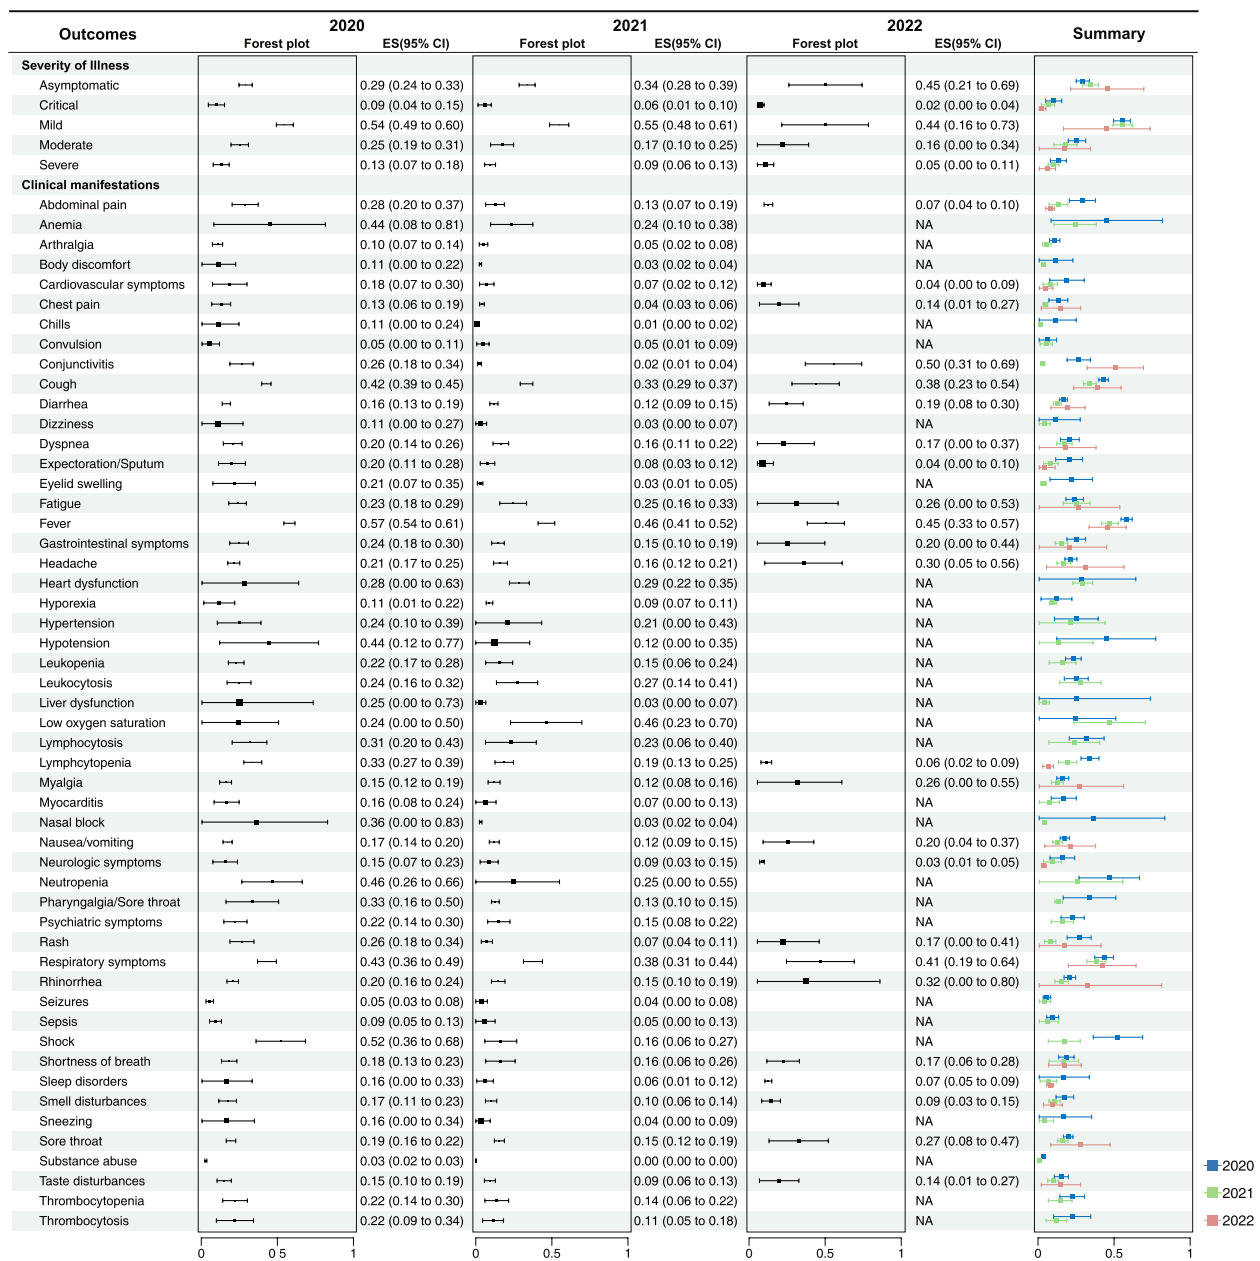 Outcomes 2020 2021 2022 Summary
Forest plot ES(95% CI) Forest plot ES(95% CI) Forest plot ES(95% CI)
Severity of Illness
Asymptomatic 0.29 (0.24 to 0.33) 0.34 (0.28 to 0.39) 0.45 (0.21 to 0.69)
Critical 0.09 (0.04 to 0.15) 0.06 (0.01 to 0.10) 0.02 (0.00 to 0.04)
Mild 0.54 (0.49 to 0.60) 0.55 (0.48 to 0.61) 0.44 (0.16 to 0.73)
Moderate 0.25 (0.19 to 0.31) 0.17 (0.10 to 0.25) 0.16 (0.00 to 0.34)
Severe 0.13 (0.07 to 0.18) 0.09 (0.06 to 0.13) 0.05 (0.00 to 0.11)
Clinical manifestations
Abdominal pain 0.28 (0.20 to 0.37) 0.13 (0.07 to 0.19) 0.07 (0.04 to 0.10)
Anemia 0.44 (0.08 to 0.81) 0.24 (0.10 to 0.38) NA
Arthralgia 0.10 (0.07 to 0.14) 0.05 (0.02 to 0.08) NA
Body discomfort 0.11 (0.00 to 0.22) 0.03 (0.02 to 0.04) NA
Cardiovascular symptoms 0.18 (0.07 to 0.30) 0.07 (0.02 to 0.12) 0.04 (0.00 to 0.09)
Chest pain 0.13 (0.06 to 0.19) 0.04 (0.03 to 0.06) 0.14 (0.01 to 0.27)
Chills 0.11 (0.00 to 0.24) 0.01 (0.00 to 0.02) NA
Convulsion 0.05 (0.00 to 0.11) 0.05 (0.01 to 0.09) NA
Conjunctivitis 0.26 (0.18 to 0.34) 0.02 (0.01 to 0.04) 0.50 (0.31 to 0.69)
Cough 0.42 (0.39 to 0.45) 0.33 (0.29 to 0.37) 0.38 (0.23 to 0.54)
Diarrhea 0.16 (0.13 to 0.19) 0.12 (0.09 to 0.15) 0.19 (0.08 to 0.30)
Dizziness 0.11 (0.00 to 0.27) 0.03 (0.00 to 0.07) NA
Dyspnea 0.20 (0.14 to 0.26) 0.16 (0.11 to 0.22) 0.17 (0.00 to 0.37)
Expectoration/Sputum 0.20 (0.11 to 0.28) 0.08 (0.03 to 0.12) 0.04 (0.00 to 0.10)
Eyelid swelling 0.21 (0.07 to 0.35) 0.03 (0.01 to 0.05) NA
Fatigue 0.23 (0.18 to 0.29) 0.25 (0.16 to 0.33) 0.26 (0.00 to 0.53)
Fever 0.57 (0.54 to 0.61) 0.46 (0.41 to 0.52) 0.45 (0.33 to 0.57)
Gastrointestinal symptoms 0.24 (0.18 to 0.30) 0.15 (0.10 to 0.19) 0.20 (0.00 to 0.44)
Headache 0.21 (0.17 to 0.25) 0.16 (0.12 to 0.21) 0.30 (0.05 to 0.56)
Heart dysfunction 0.28 (0.00 to 0.63) 0.29 (0.22 to 0.35) NA
Hyporexia 0.11 (0.01 to 0.22) 0.09 (0.07 to 0.11) NA
Hypertension 0.24 (0.10 to 0.39) 0.21 (0.00 to 0.43) NA
Hypotension 0.44 (0.12 to 0.77) 0.12 (0.00 to 0.35) NA
Leukopenia 0.22 (0.17 to 0.28) 0.15 (0.06 to 0.24) NA
Leukocytosis 0.24 (0.16 to 0.32) 0.27 (0.14 to 0.41) NA
Liver dysfunction 0.25 (0.00 to 0.73) 0.03 (0.00 to 0.07) NA
Low oxygen saturation 0.24 (0.00 to 0.50) 0.46 (0.23 to 0.70) NA
Lymphocytosis 0.31 (0.20 to 0.43) 0.23 (0.06 to 0.40) NA
Lymphcytopenia 0.33 (0.27 to 0.39) 0.19 (0.13 to 0.25) 0.06 (0.02 to 0.09)
Myalgia 0.15 (0.12 to 0.19) 0.12 (0.08 to 0.16) 0.26 (0.00 to 0.55)
Myocarditis 0.16 (0.08 to 0.24) 0.07 (0.00 to 0.13) NA
Nasal block 0.36 (0.00 to 0.83) 0.03 (0.02 to 0.04) NA
Nausea/vomiting 0.17 (0.14 to 0.20) 0.12 (0.09 to 0.15) 0.20 (0.04 to 0.37)
Neurologic symptoms 0.15 (0.07 to 0.23) 0.09 (0.03 to 0.15) 0.03 (0.01 to 0.05)
Neutropenia 0.46 (0.26 to 0.66) 0.25 (0.00 to 0.55) NA
Pharyngalgia/Sore throat 0.33 (0.16 to 0.50) 0.13 (0.10 to 0.15) NA
Psychiatric symptoms 0.22 (0.14 to 0.30) 0.15 (0.08 to 0.22) NA
Rash 0.26 (0.18 to 0.34) 0.07 (0.04 to 0.11) 0.17 (0.00 to 0.41)
Respiratory symptoms 0.43 (0.36 to 0.49) 0.38 (0.31 to 0.44) 0.41 (0.19 to 0.64)
Rhinorrhea 0.20 (0.16 to 0.24) 0.15 (0.10 to 0.19) 0.32 (0.00 to 0.80)
Seizures 0.05 (0.03 to 0.08) 0.04 (0.00 to 0.08) NA
Sepsis 0.09 (0.05 to 0.13) 0.05 (0.00 to 0.13) NA
Shock 0.52 (0.36 to 0.68) 0.16 (0.06 to 0.27) NA
Shortness of breath 0.18 (0.13 to 0.23) 0.16 (0.06 to 0.26) 0.17 (0.06 to 0.28)
Sleep disorders 0.16 (0.00 to 0.33) 0.06 (0.01 to 0.12) 0.07 (0.05 to 0.09)
Smell disturbances 0.17 (0.11 to 0.23) 0.10 (0.06 to 0.14) 0.09 (0.03 to 0.15)
Sneezing 0.16 (0.00 to 0.34) 0.04 (0.00 to 0.09) NA
Sore throat 0.19 (0.16 to 0.22) 0.15 (0.12 to 0.19) 0.27 (0.08 to 0.47)
Substance abuse 0.03 (0.02 to 0.03) 0.00 (0.00 to 0.00) NA
Taste disturbances 0.15 (0.10 to 0.19) 0.09 (0.06 to 0.13) 0.14 (0.01 to 0.27)
Thrombocytopenia 0.22 (0.14 to 0.30) 0.14 (0.06 to 0.22) NA
Thrombocytosis 0.22 (0.09 to 0.34) 0.11 (0.05 to 0.18) NA
0 0 5 1 0 0.5 1 0 0.5 1 0 0.5 1
2020
2021
2022